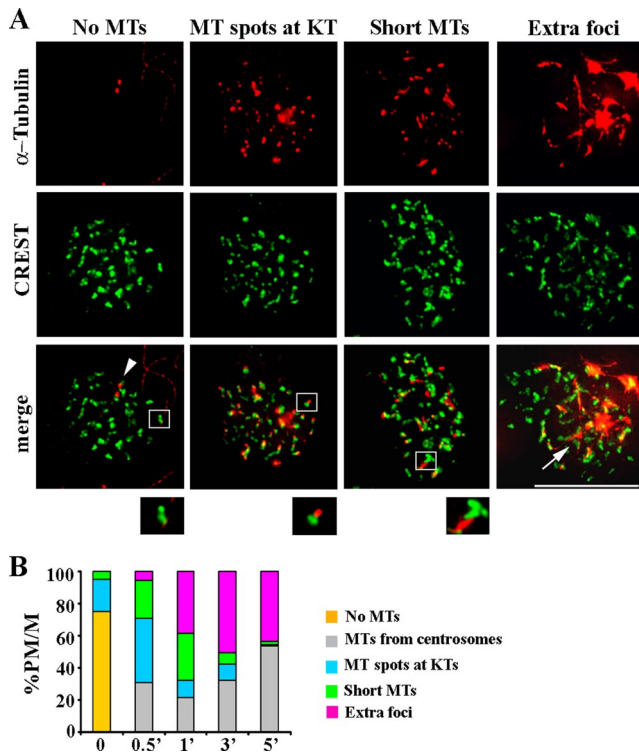 A
No MTs
MT spots at KT
Short MTs
Extra foci
α–Tubulin
CREST
merge
B
%PM/M
100
80
60
40
20
0
0
0.5’
1’
3’
5’
No MTs
MTs from centrosomes
MT spots at KTs
Short MTs
Extra foci